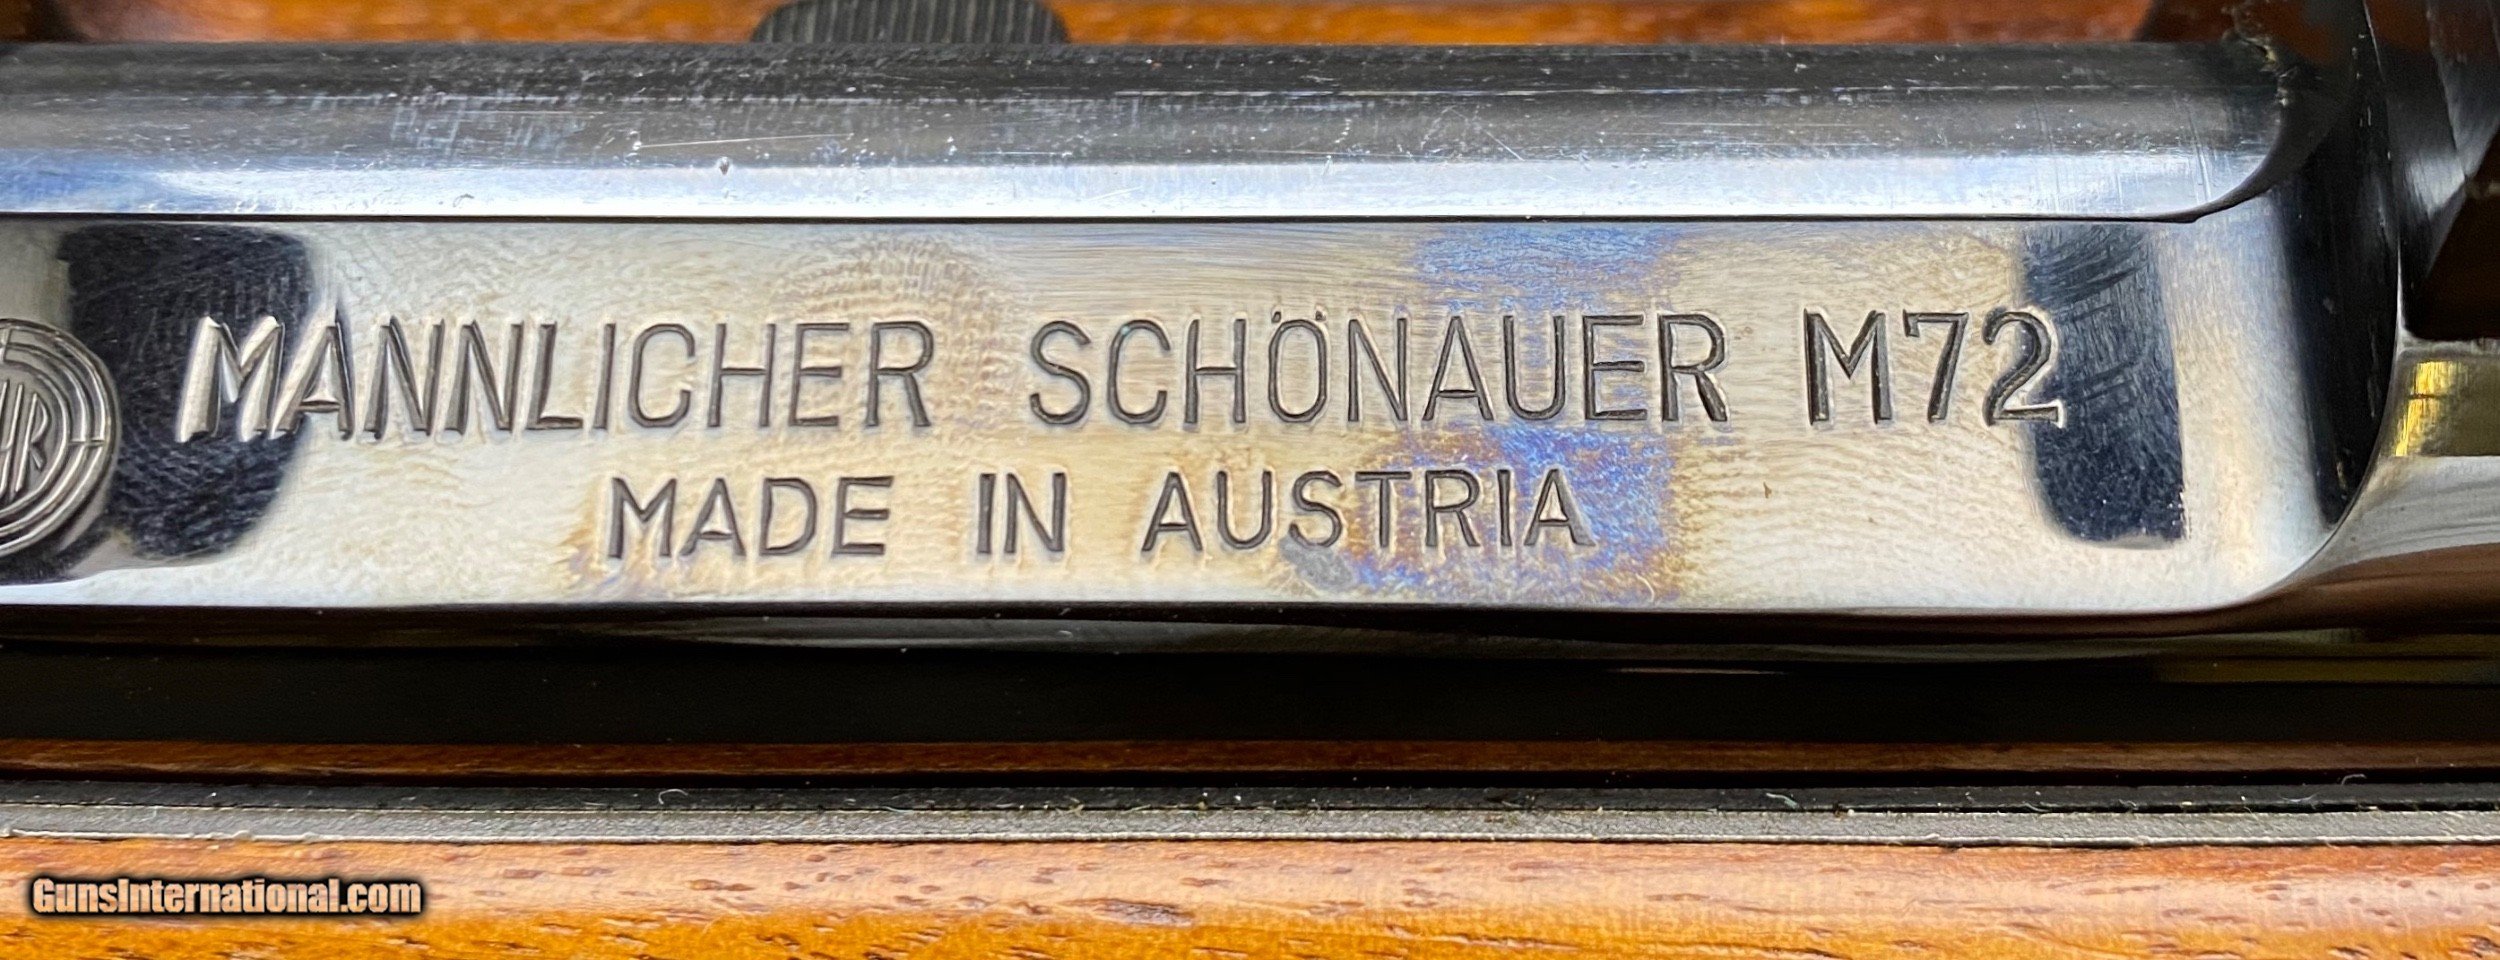 MANNLICHER SCHÖNAUER M72
MADE IN AUSTRIA
GunsInternational.com